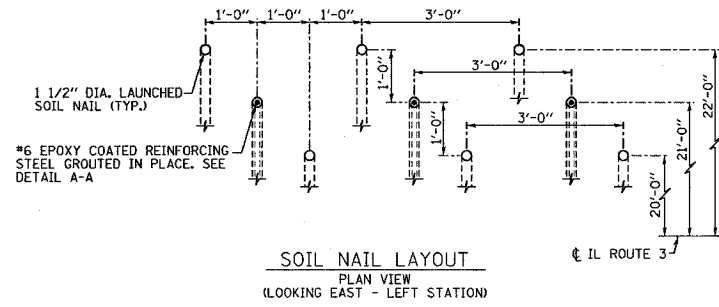 1'-0" 1'-0" 1'-0" 3'-0"
3'-0"
1 1/2" DIA. LAUNCHED
SOIL NAIL (TYP.)
1'-0"
#6 EPOXY COATED REINFORCING
STEEL GROUTED IN PLACE. SEE
DETAIL A-A
1'-0"
3'-0"
20'-0"
21'-0"
22'-0"
℄ IL ROUTE 3
SOIL NAIL LAYOUT
PLAN VIEW
(LOOKING EAST - LEFT STATION)